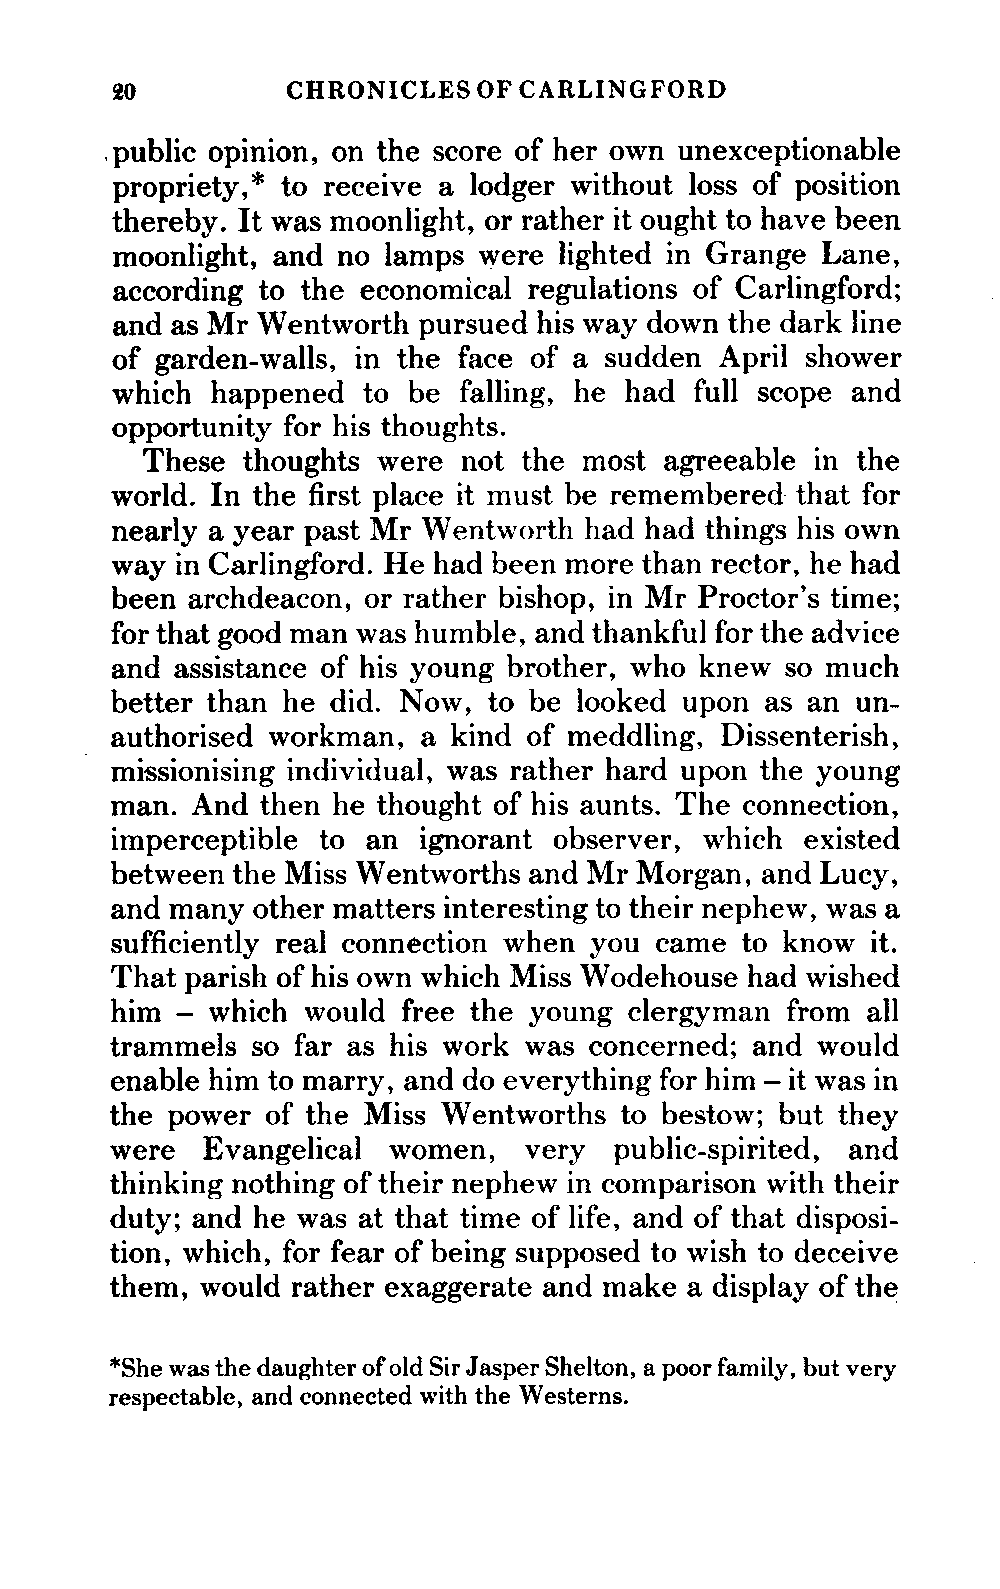 20 CHRONICLES OF CARLINGFORD
public opinion, on the score of her own unexceptionable
propriety,* to receive a lodger without loss of position
thereby. It was moonlight, or rather it ought to have been
moonlight, and no lamps were lighted in Grange Lane,
according to the economical regulations of Carlingford;
and as Mr Wentworth pursued his way down the dark line
of garden-walls, in the face of a sudden April shower
which happened to be falling, he had full scope and
opportunity for his thoughts.
These thoughts were not the most agreeable in the
world. In the first place it must be remembered that for
nearly a year past Mr Wentworth had had things his own
way in Carlingford. He had been more than rector, he had
been archdeacon, or rather bishop, in Mr Proctor's time;
for that good man was humble, and thankful for the advice
and assistance of his young brother, who knew so much
better than he did. Now, to be looked upon as an un-
authorised workman, a kind of meddling, Dissenterish,
missionising individual, was rather hard upon the young
man. And then he thought of his aunts. The connection,
imperceptible to an ignorant observer, which existed
between the Miss Wentworths and Mr Morgan, and Lucy,
and many other matters interesting to their nephew, was a
sufficiently real connection when you came to know it.
That parish of his own which Miss Wodehouse had wished
him – which would free the young clergyman from all
trammels so far as his work was concerned; and would
enable him to marry, and do everything for him – it was in
the power of the Miss Wentworths to bestow; but they
were Evangelical women, very public-spirited, and
thinking nothing of their nephew in comparison with their
duty; and he was at that time of life, and of that disposi-
tion, which, for fear of being supposed to wish to deceive
them, would rather exaggerate and make a display of the
*She was the daughter of old Sir Jasper Shelton, a poor family, but very
respectable, and connected with the Westerns.